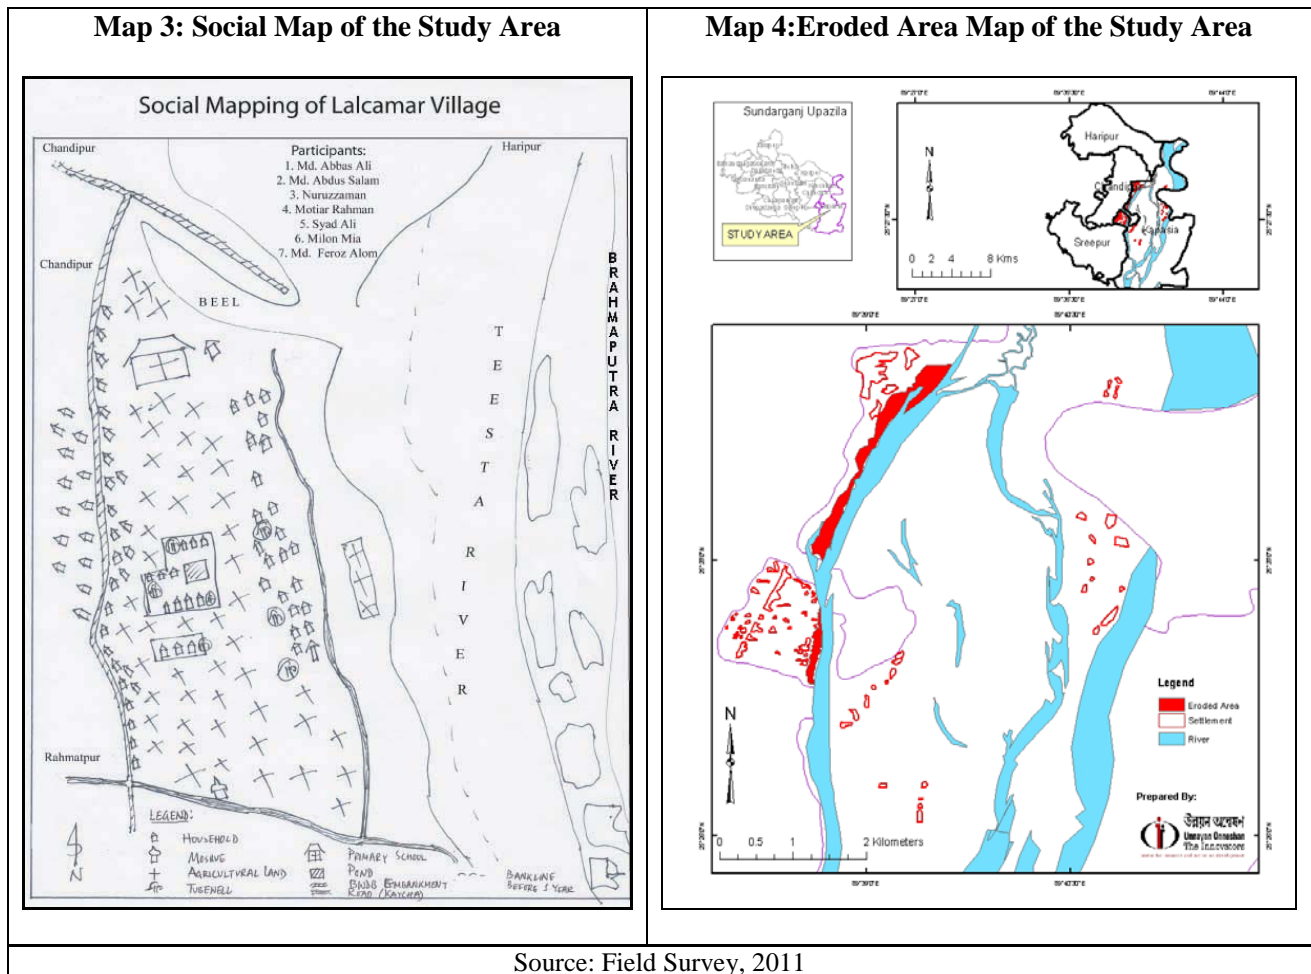 Map 3: Social Map of the Study Area
Social Mapping of Lalcamar Village
Chandipur
Participants:
1. Md. Abbas Ali
2. Md. Abdus Salam
3. Nuruzzaman
4. Motiar Rahman
5. Syad Ali
6. Milon Mia
7. Md. Feroz Alom
Haripur
Chandipur
BEEL
TEESTA RIVER
BRAHMAPUTRA RIVER
Rahmatpur
N
LEGEND:
HOUSEHOLD
MOSQUE
AGRICULTURAL LAND
TUBEWELL
PRIMARY SCHOOL
POND
BWDB EMBANKMENT
ROAD (KAYCHA)
BANKLINE
BEFORE 1 YEAR
Map 4:Eroded Area Map of the Study Area
Sundarganj Upazila
STUDY AREA
N
0 2 4 8 Kms
Haripur
Chandipur
Sreepur
Kapasia
Legend
Eroded Area
Settlement
River
N
0 0.5 1 2 Kilometers
Prepared By:
উন্নয়ন অন্বেষণ
Unnayan Onneshan
The Innovators
Source: Field Survey, 2011